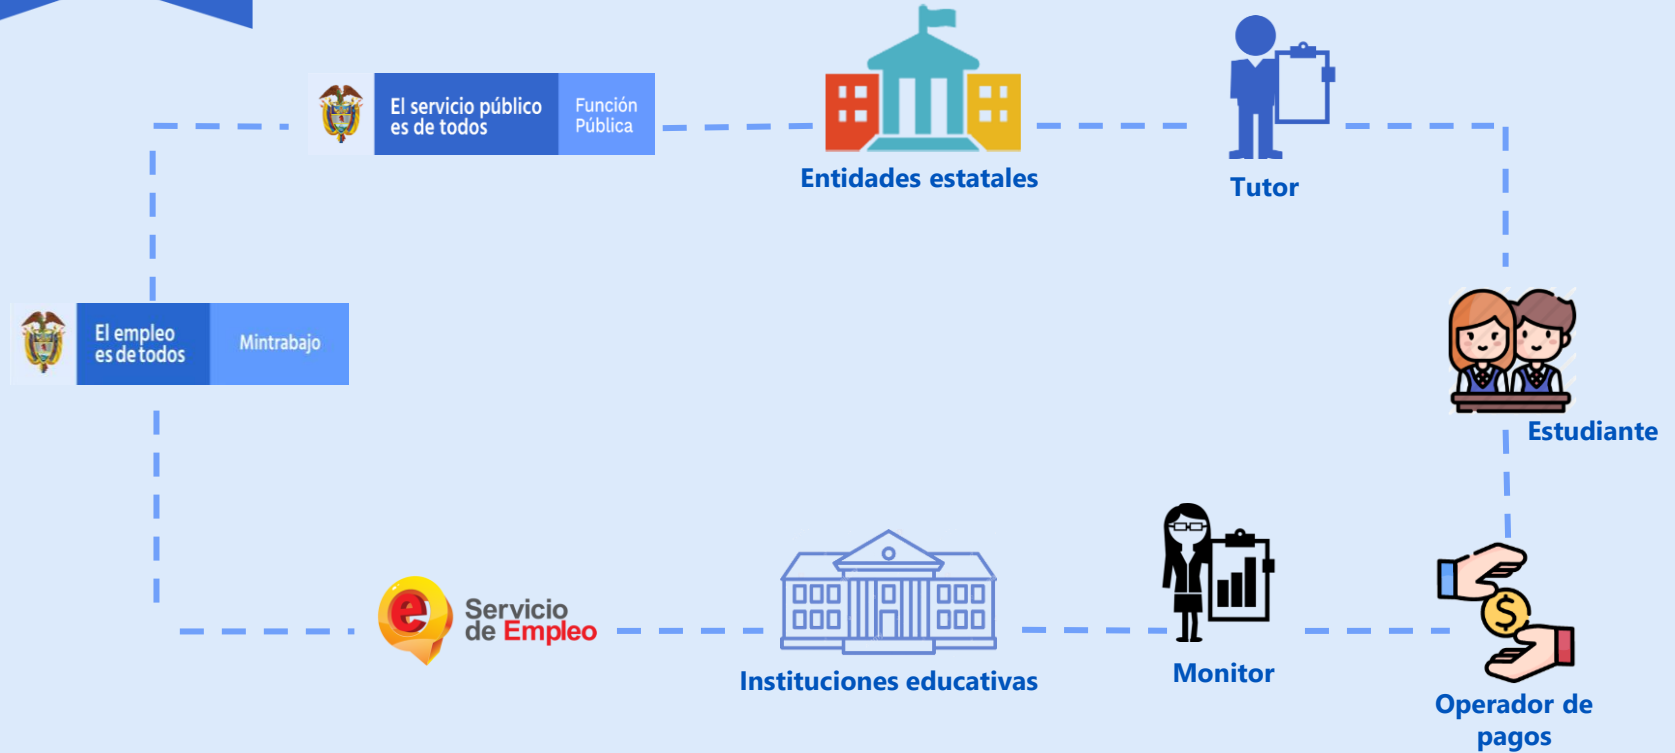 El servicio público
es de todos
Función
Pública
Entidades estatales
Tutor
El empleo
es de todos
Mintrabajo
Estudiante
e
Servicio
de Empleo
Instituciones educativas
Monitor
$
Operador de
pagos